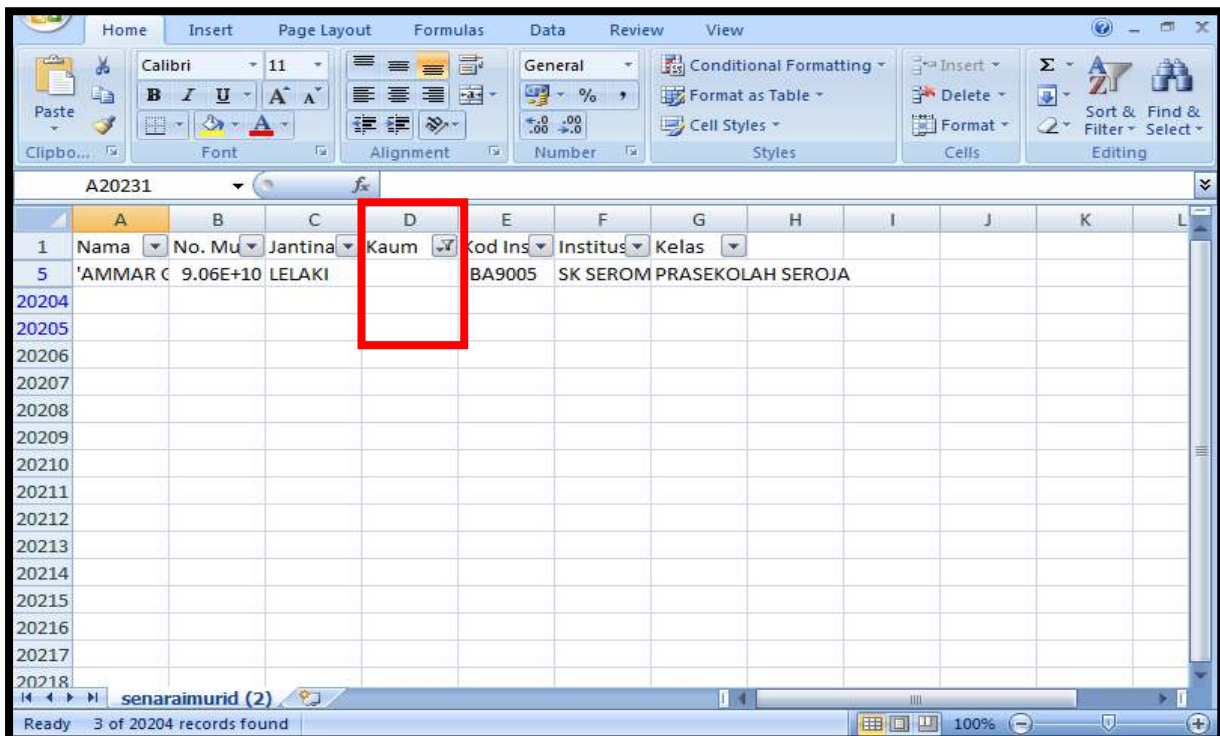 Home Insert Page Layout Formulas Data Review View
Calibri 11 General Conditional Formatting Insert Σ
Paste B I U A A % , Format as Table Delete Sort & Find &
A .00 .0 Cell Styles Format Filter Select
Clipbo... Font Alignment Number Styles Cells Editing
A20231 fx
A B C D E F G H I J K L
1 Nama No. Mu Jantina Kaum Kod Ins Institus Kelas
5 'AMMAR 9.06E+10 LELAKI BA9005 SK SEROM PRASEKOLAH SEROJA
20204
20205
20206
20207
20208
20209
20210
20211
20212
20213
20214
20215
20216
20217
20218
senaraimurid (2)
Ready 3 of 20204 records found 100%